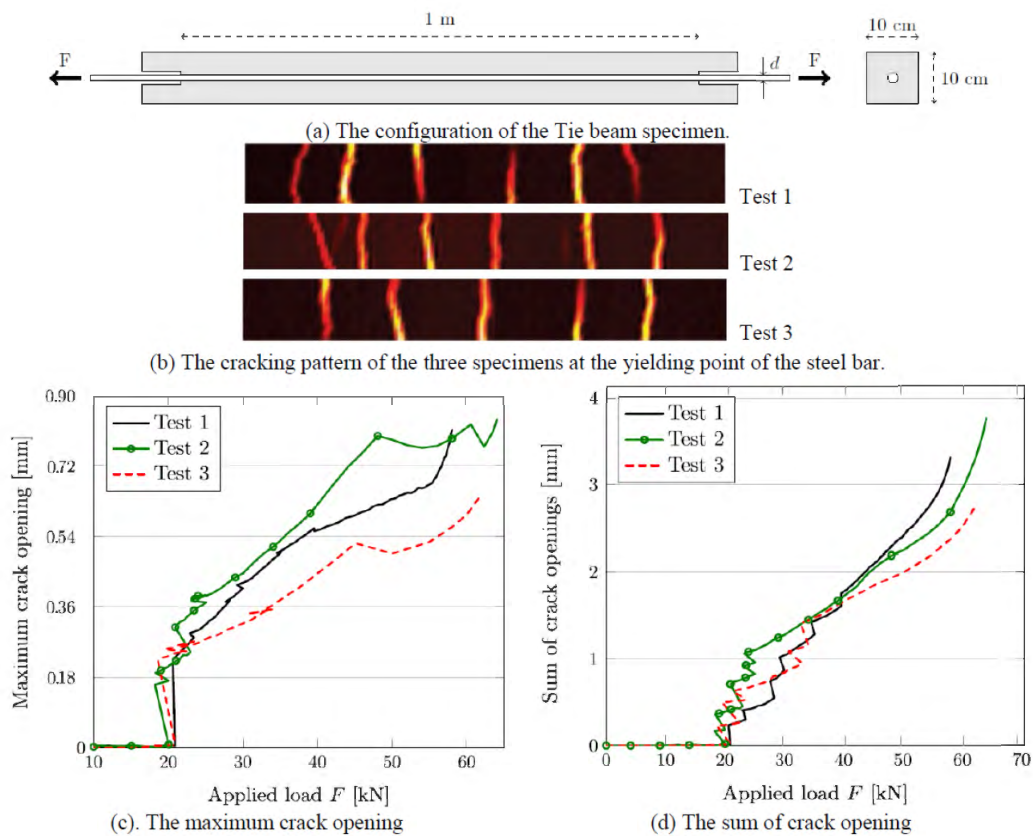 1 m
10 cm
F
d
F
10 cm
(a) The configuration of the Tie beam specimen.
Test 1
Test 2
Test 3
(b) The cracking pattern of the three specimens at the yielding point of the steel bar.
Maximum crack opening [mm]
0.90
0.72
0.54
0.36
0.18
0
Test 1
Test 2
Test 3
10 20 30 40 50 60
Applied load F [kN]
(c). The maximum crack opening
Sum of crack openings [mm]
4
3
2
1
0
Test 1
Test 2
Test 3
0 10 20 30 40 50 60 70
Applied load F [kN]
(d) The sum of crack opening